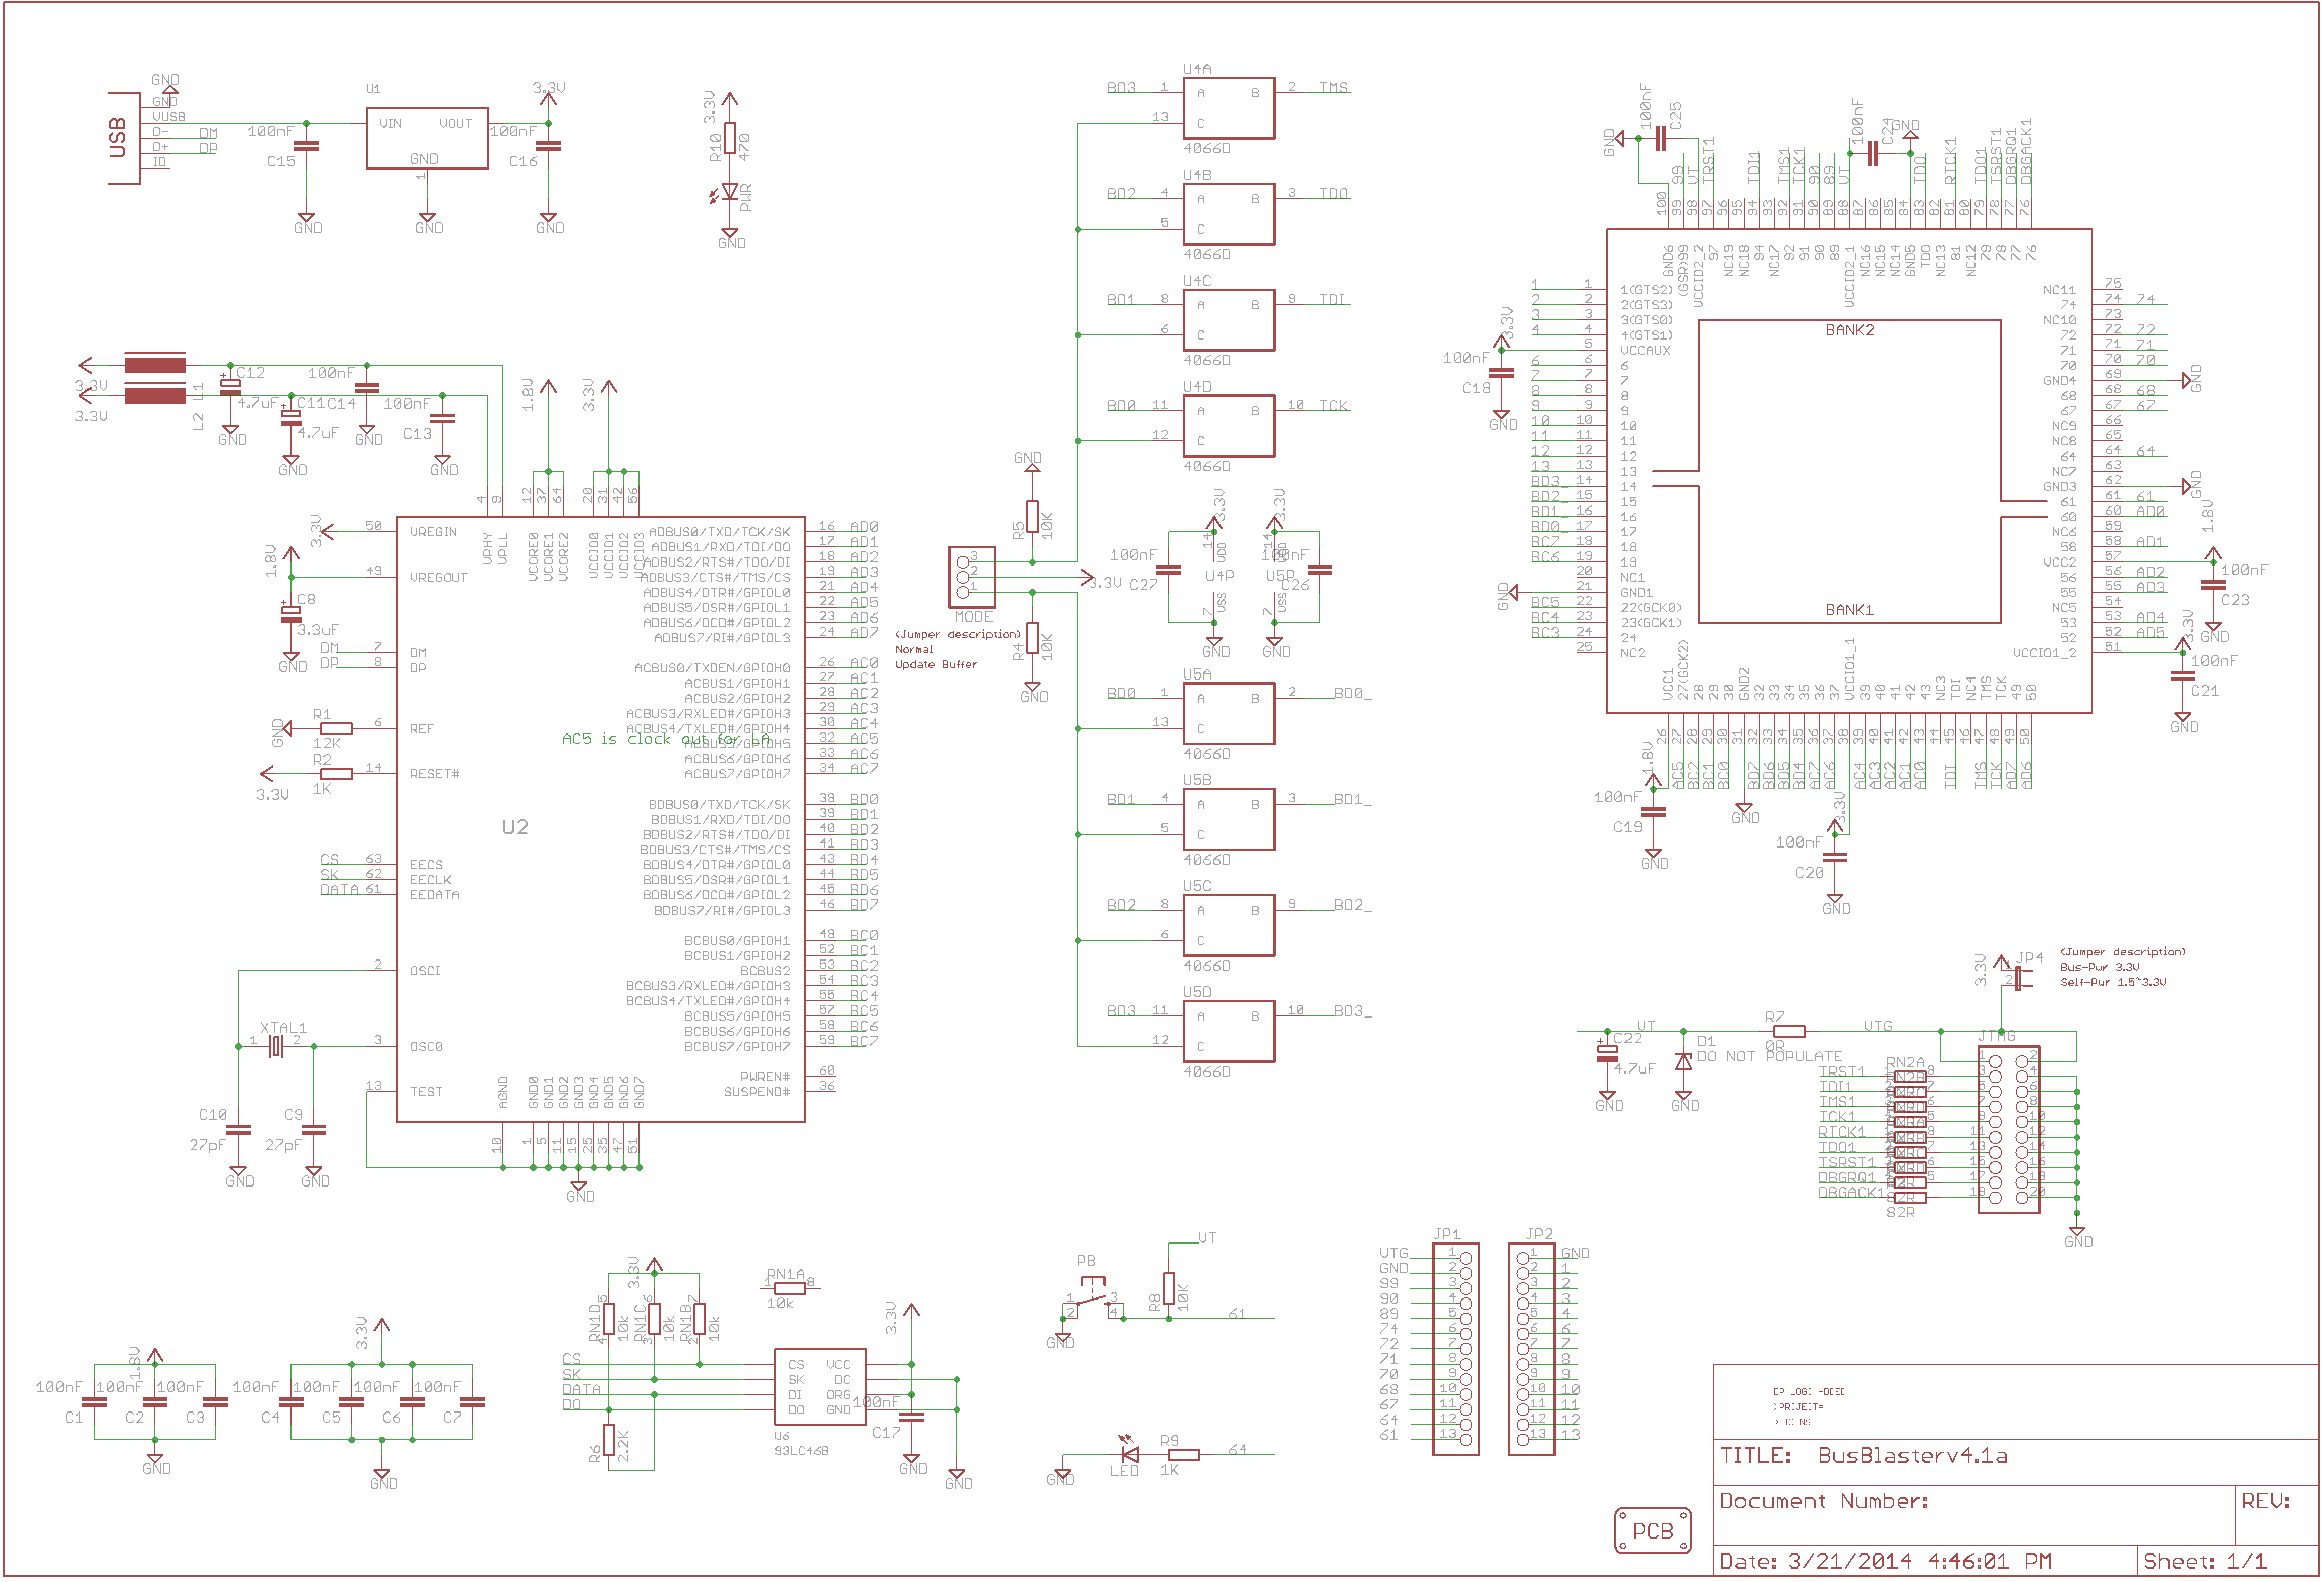 GND
GND
VUSB
D- DM
D+ DP
ID
USB
100nF
C15
GND
U1
VIN VOUT
GND
1
GND
3.3V
100nF
C16
GND
3.3V
R10
470
PWR
GND
3.3V
3.3V
L1
L2
C12
4.7uF
GND
C11
4.7uF
GND
100nF
C14
GND
100nF
C13
GND
1.8V
3.3V
4 9 12 37 64 20 31 42 56
VPHY VPLL VCORE0 VCORE1 VCORE2 VCCIO0 VCCIO1 VCCIO2 VCCIO3
3.3V 50 VREGIN
1.8V 49 VREGOUT
C8
3.3uF
GND
DM 7 DM
DP 8 DP
GND R1 12K 6 REF
3.3V R2 1K 14 RESET#
U2
CS 63 EECS
SK 62 EECLK
DATA 61 EEDATA
2 OSCI
XTAL1
1 2
3 OSCO
13 TEST
C10
27pF
GND
C9
27pF
GND
AGND GND0 GND1 GND2 GND3 GND4 GND5 GND6 GND7
10 1 5 11 15 25 35 47 51
GND
ADBUS0/TXD/TCK/SK 16 AD0
ADBUS1/RXD/TDI/DO 17 AD1
ADBUS2/RTS#/TDO/DI 18 AD2
ADBUS3/CTS#/TMS/CS 19 AD3
ADBUS4/DTR#/GPIOL0 21 AD4
ADBUS5/DSR#/GPIOL1 22 AD5
ADBUS6/DCD#/GPIOL2 23 AD6
ADBUS7/RI#/GPIOL3 24 AD7
ACBUS0/TXDEN/GPIOH0 26 AC0
ACBUS1/GPIOH1 27 AC1
ACBUS2/GPIOH2 28 AC2
ACBUS3/RXLED#/GPIOH3 29 AC3
ACBUS4/TXLED#/GPIOH4 30 AC4
AC5 is clock out for LA
ACBUS5/GPIOH5 32 AC5
ACBUS6/GPIOH6 33 AC6
ACBUS7/GPIOH7 34 AC7
BDBUS0/TXD/TCK/SK 38 BD0
BDBUS1/RXD/TDI/DO 39 BD1
BDBUS2/RTS#/TDO/DI 40 BD2
BDBUS3/CTS#/TMS/CS 41 BD3
BDBUS4/DTR#/GPIOL0 43 BD4
BDBUS5/DSR#/GPIOL1 44 BD5
BDBUS6/DCD#/GPIOL2 45 BD6
BDBUS7/RI#/GPIOL3 46 BD7
BCBUS0/GPIOH1 48 BC0
BCBUS1/GPIOH2 52 BC1
BCBUS2 53 BC2
BCBUS3/RXLED#/GPIOH3 54 BC3
BCBUS4/TXLED#/GPIOH4 55 BC4
BCBUS5/GPIOH5 57 BC5
BCBUS6/GPIOH6 58 BC6
BCBUS7/GPIOH7 59 BC7
PWREN# 60
SUSPEND# 36
U4A
BD3 1 A B 2 TMS
13 C
4066D
U4B
BD2 4 A B 3 TDO
5 C
4066D
U4C
BD1 8 A B 9 TDI
6 C
4066D
U4D
BD0 11 A B 10 TCK
12 C
4066D
GND
R5
10K
3
2
1
3.3V
MODE
(Jumper description)
Normal
Update Buffer
R4
10K
GND
3.3V 3.3V
14 VDD 14 VDD
100nF
C27
U4P
100nF
C26
U5P
7 VSS 7 VSS
GND GND
U5A
BD0 1 A B 2 BD0_
13 C
4066D
U5B
BD1 4 A B 3 BD1_
5 C
4066D
U5C
BD2 8 A B 9 BD2_
6 C
4066D
U5D
BD3 11 A B 10 BD3_
12 C
4066D
GND
100nF
C25
100nF
C24
GND
99 VT TRST1 TDI1 TMS1 TCK1 90 89 VT TDO RTCK1 TDO1 TSRST1 DBGRQ1 DBGACK1
100 99 98 97 96 95 94 93 92 91 90 89 88 87 86 85 84 83 82 81 80 79 78 77 76
GND6 (GSR)99 VCCIO2_2 97 NC19 NC18 94 NC17 92 91 90 89 VCCIO2_1 NC16 NC15 NC14 GND5 TDO NC13 81 NC12 79 78 77 76
1 1 1(GTS2)
2 2 2(GTS3)
3 3 3(GTS0)
4 4 4(GTS1)
3.3V 5 VCCAUX
100nF
C18
GND
6 6 6
7 7 7
8 8 8
9 9 9
10 10 10
11 11 11
12 12 12
13 13 13
BD3_ 14 14
BD2_ 15 15
BD1_ 16 16
BD0_ 17 17
BC7 18 18
BC6 19 19
20 NC1
GND 21 GND1
BC5 22 22(GCK0)
BC4 23 23(GCK1)
BC3 24 24
25 NC2
BANK2
BANK1
NC11 75
74 74 74
NC10 73
72 72 72
71 71 71
70 70 70
GND4 69 GND
68 68 68
67 67 67
NC9 66
NC8 65
64 64 64
NC7 63
GND3 62 GND
61 61 61
60 60 AD0
NC6 59
58 58 AD1
VCC2 57 1.8V
56 56 AD2
55 55 AD3
NC5 54
53 53 AD4
52 52 AD5
VCCIO1_2 51 3.3V
100nF
C23
GND
100nF
C21
GND
VCC1 27(GCK2) 28 29 30 GND2 32 33 34 35 36 37 VCCIO1_1 39 40 41 42 43 NC3 TDI NC4 TMS TCK 49 50
26 27 28 29 30 31 32 33 34 35 36 37 38 39 40 41 42 43 44 45 46 47 48 49 50
1.8V AC5 BC2 BC1 BC0 BD7 BD6 BD5 BD4 AC7 AC6 AC4 AC3 AC2 AC1 AC0 TDI TMS TCK AD7 AD6
100nF
C19
GND
GND
3.3V
100nF
C20
GND
3.3V
1
2
JP4
(Jumper description)
Bus-Pur 3.3V
Self-Pur 1.5~3.3V
VT R7 VTG
0R
C22
4.7uF
GND
D1
DO NOT POPULATE
GND
JTAG
RN2A
TRST1 1 8 3 4
TDI1 7 5 6
TMS1 6 7 8
TCK1 5 9 10
RTCK1 8 11 12
TDO1 7 13 14
TSRST1 6 15 16
DBGRQ1 5 17 18
DBGACK1 19 20
82R
GND
1.8V
100nF 100nF 100nF
C1 C2 C3
GND
3.3V
100nF 100nF 100nF 100nF
C4 C5 C6 C7
GND
3.3V
RN1D RN1C RN1B
10k 10k 10k
RN1A
1 8
10k
CS CS VCC
SK SK DC
DATA DI ORG
DO DO GND
U6
93LC46B
R6
2.2K
3.3V
100nF
C17
GND
GND
PB
1 3
2 4
GND
VT
R8
10K
61
GND
LED
R9
1K
64
JP1
VTG 1
GND 2
99 3
90 4
89 5
74 6
72 7
71 8
70 9
68 10
67 11
64 12
61 13
JP2
1 GND
2 1
3 2
4 3
5 4
6 5
7 6
7
8 8
9 9
10 10
11 11
12 12
13 13
DP LOGO ADDED
>PROJECT=
>LICENSE=
TITLE: BusBlasterv4.1a
Document Number:
REV:
Date: 3/21/2014 4:46:01 PM
Sheet: 1/1
PCB